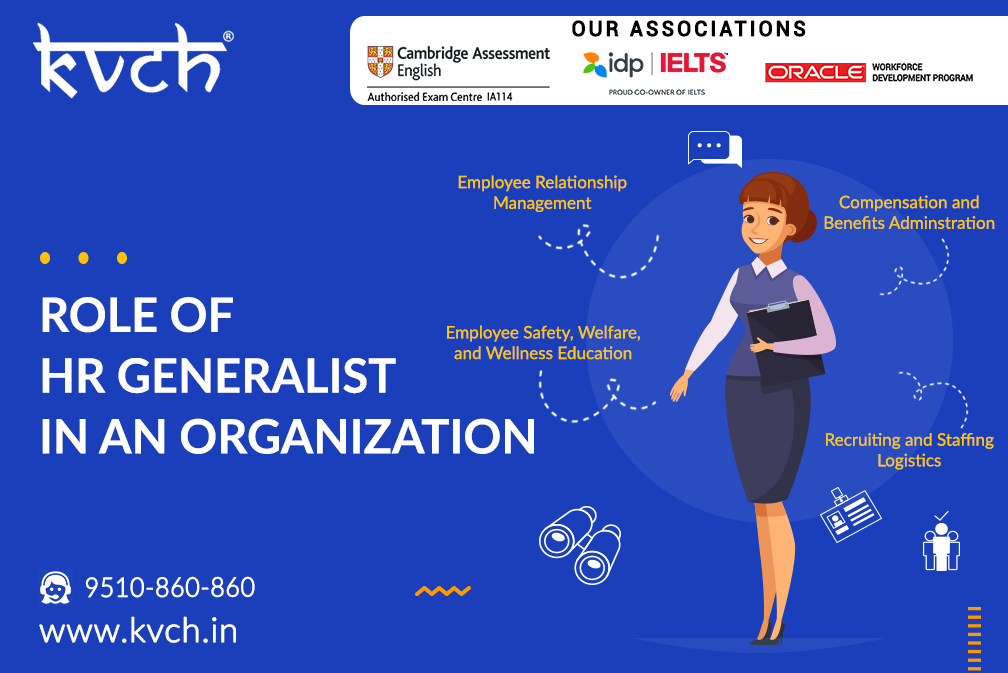 kvch®
OUR ASSOCIATIONS
Cambridge Assessment
English
Authorised Exam Centre IA114
idp | IELTS™
PROUD CO-OWNER OF IELTS
ORACLE
WORKFORCE
DEVELOPMENT PROGRAM
Employee Relationship
Management
Compensation and
Benefits Adminstration
ROLE OF
HR GENERALIST
IN AN ORGANIZATION
Employee Safety, Welfare,
and Wellness Education
Recruiting and Staffing
Logistics
9510-860-860
www.kvch.in